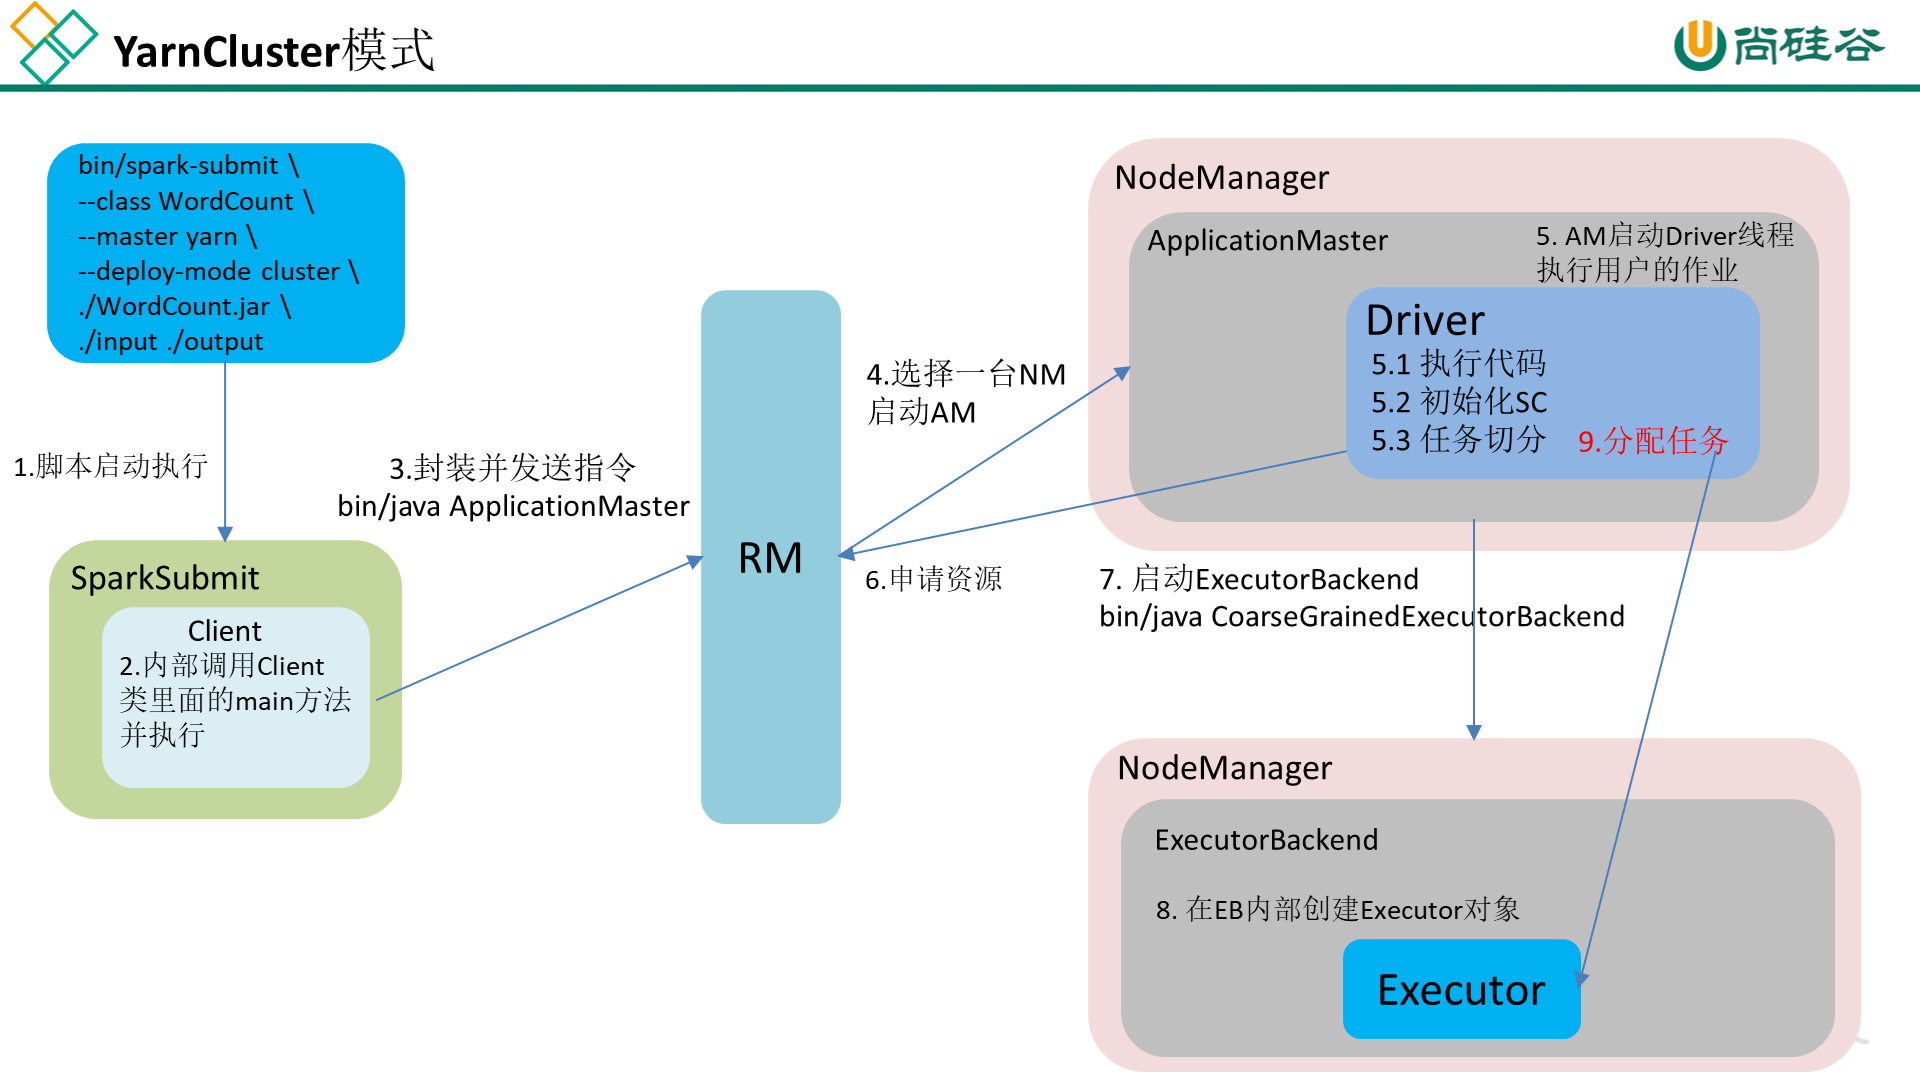 YarnCluster模式
尚硅谷
bin/spark-submit \
--class WordCount \
--master yarn \
--deploy-mode cluster \
./WordCount.jar \
./input ./output
1.脚本启动执行
SparkSubmit
Client
2.内部调用Client
类里面的main方法
并执行
3.封装并发送指令
bin/java ApplicationMaster
RM
4.选择一台NM
启动AM
NodeManager
ApplicationMaster
5. AM启动Driver线程
执行用户的作业
Driver
5.1 执行代码
5.2 初始化SC
5.3 任务切分
9.分配任务
6.申请资源
7. 启动ExecutorBackend
bin/java CoarseGrainedExecutorBackend
NodeManager
ExecutorBackend
8. 在EB内部创建Executor对象
Executor